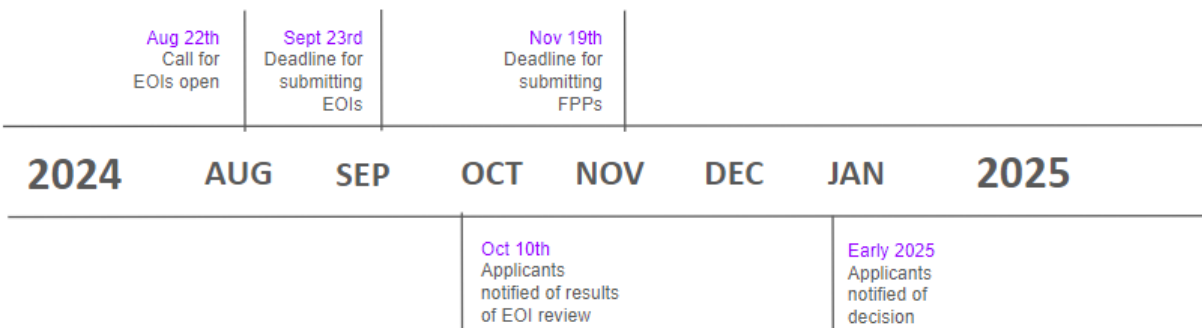 Aug 22th
Call for
EOIs open
Sept 23rd
Deadline for
submitting
EOIs
Nov 19th
Deadline for
submitting
FPPs
2024 AUG SEP OCT NOV DEC JAN 2025
Oct 10th
Applicants
notified of results
of EOI review
Early 2025
Applicants
notified of
decision